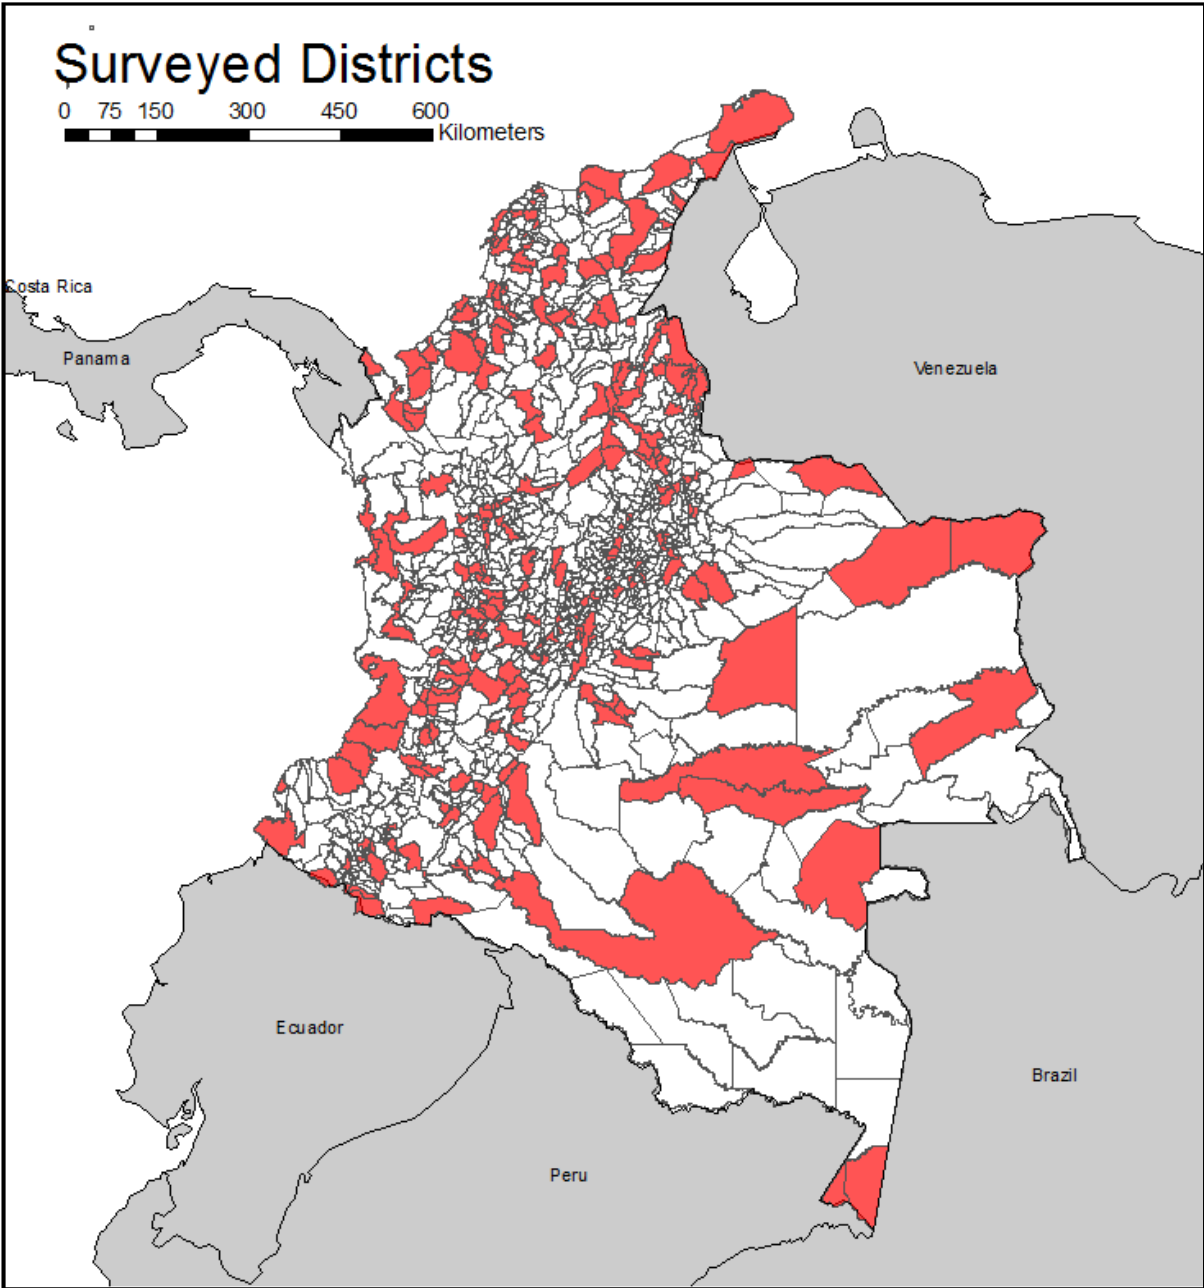 Surveyed Districts
0 75 150 300 450 600
Kilometers
Costa Rica
Panama
Venezuela
Ecuador
Brazil
Peru